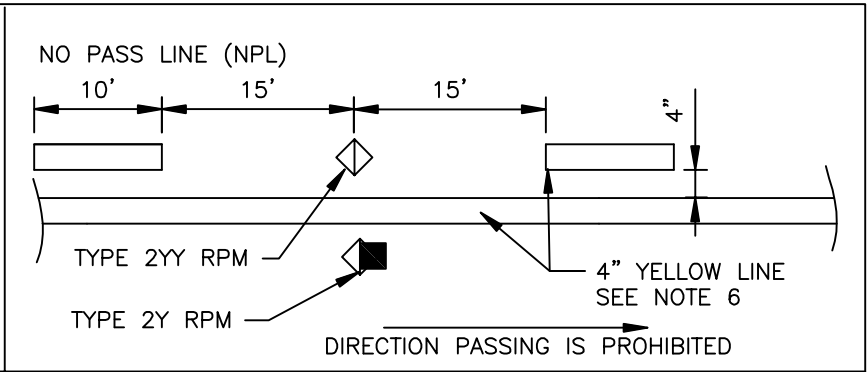 NO PASS LINE (NPL)
10' 15' 15'
4"
TYPE 2YY RPM
4" YELLOW LINE
SEE NOTE 6
TYPE 2Y RPM
DIRECTION PASSING IS PROHIBITED